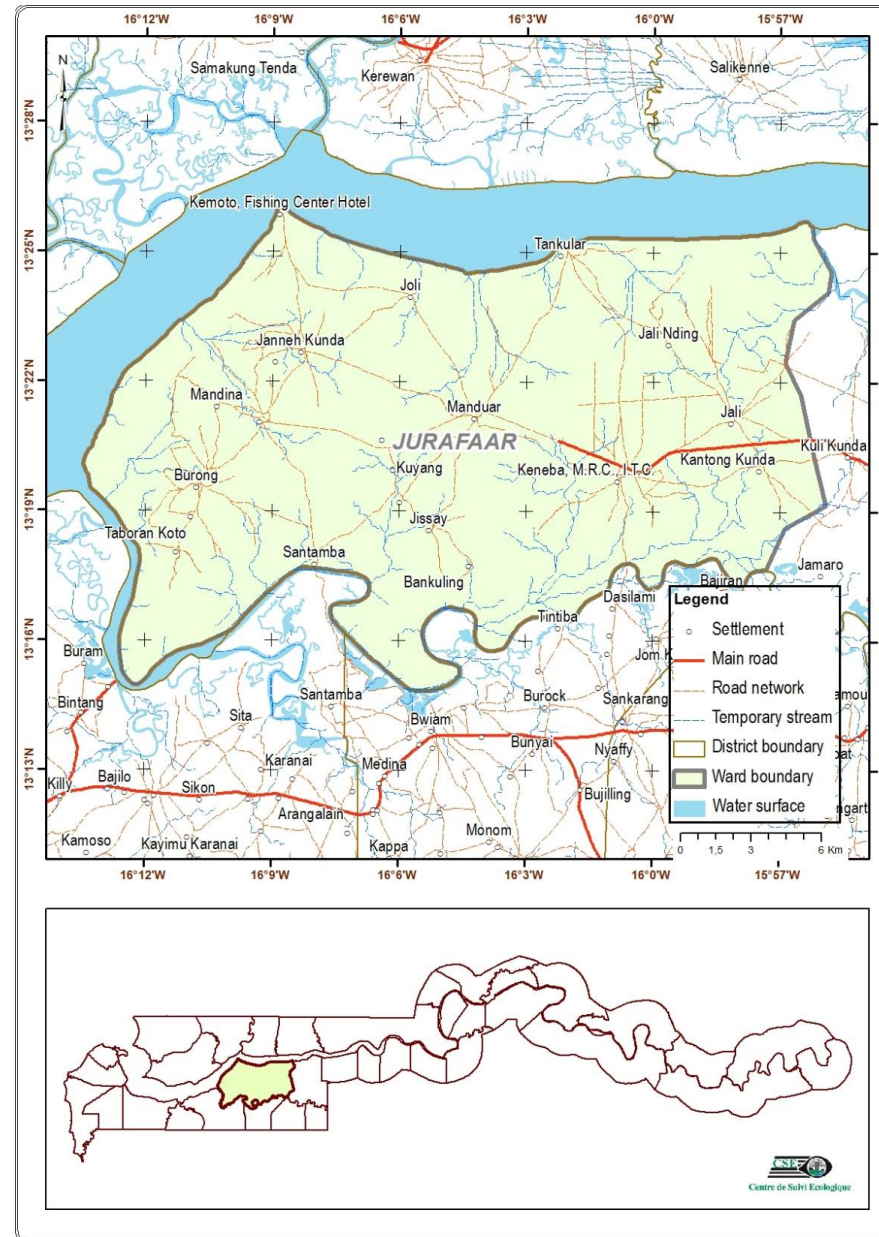 16°12'W 16°9'W 16°6'W 16°3'W 16°0'W 15°57'W
N
Samakung Tenda
Kerewan
Salikenne
13°28'N
Kemoto, Fishing Center Hotel
13°25'N
Tankular
Joli
Janneh Kunda
Jali Nding
13°22'N
Mandina
Manduar
Jali
JURAFAAR
Kuli Kunda
Kuyang
Keneba, M.R.C., I.T.C.
Kantong Kunda
Burong
13°19'N
Jissay
Taboran Koto
Santamba
Bankuling
Jamaro
Bajiran
Dasilami
Tintiba
13°16'N
Buram
Bintang
Santamba
Burock
Sankarang
Sita
Bwiam
Bunyai
Nyaffy
13°13'N
Karanai
Medina
Killy
Bajilo
Sikon
Bujilling
Arangalain
Monom
Kamoso
Kayimu Karanai
Kappa
Legend
Settlement
Main road
Road network
Temporary stream
District boundary
Ward boundary
Water surface
0 1,5 3 6 Km
16°12'W 16°9'W 16°6'W 16°3'W 16°0'W 15°57'W
CSE
Centre de Suivi Ecologique